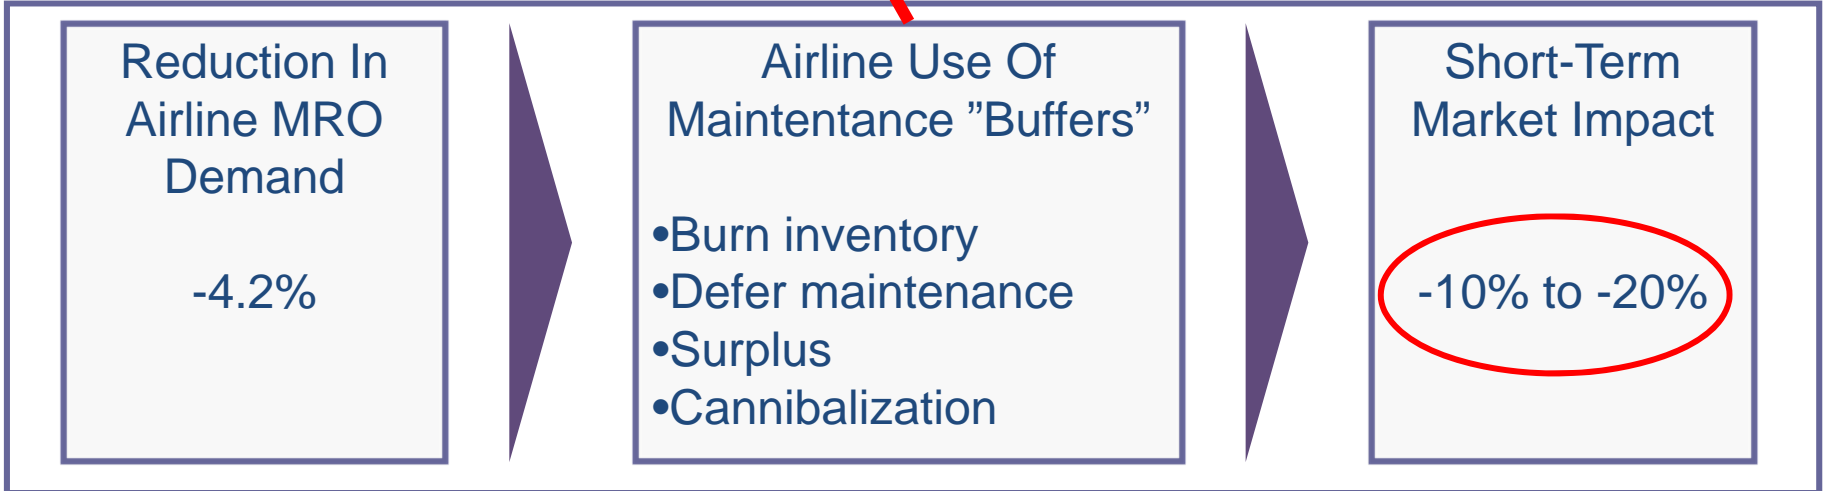 Reduction In
Airline MRO
Demand
-4.2%
Airline Use Of
Maintentance ”Buffers”
•Burn inventory
•Defer maintenance
•Surplus
•Cannibalization
Short-Term
Market Impact
-10% to -20%